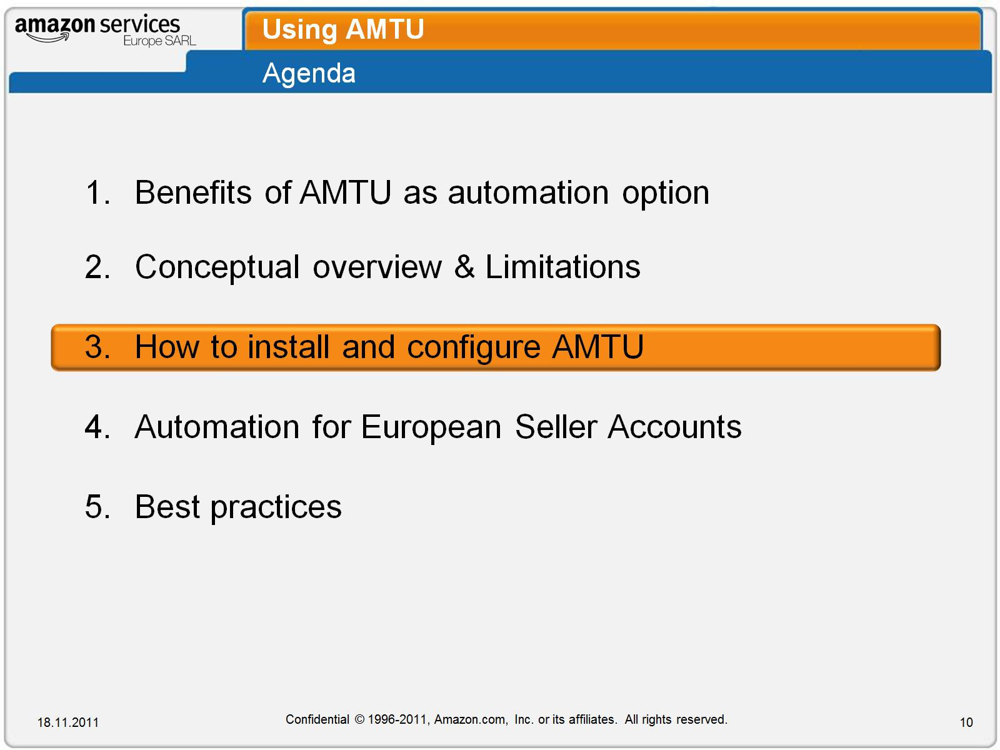 amazon services
Europe SARL
Using AMTU
Agenda
1. Benefits of AMTU as automation option
2. Conceptual overview & Limitations
3. How to install and configure AMTU
4. Automation for European Seller Accounts
5. Best practices
18.11.2011
Confidential © 1996-2011, Amazon.com, Inc. or its affiliates. All rights reserved.
10